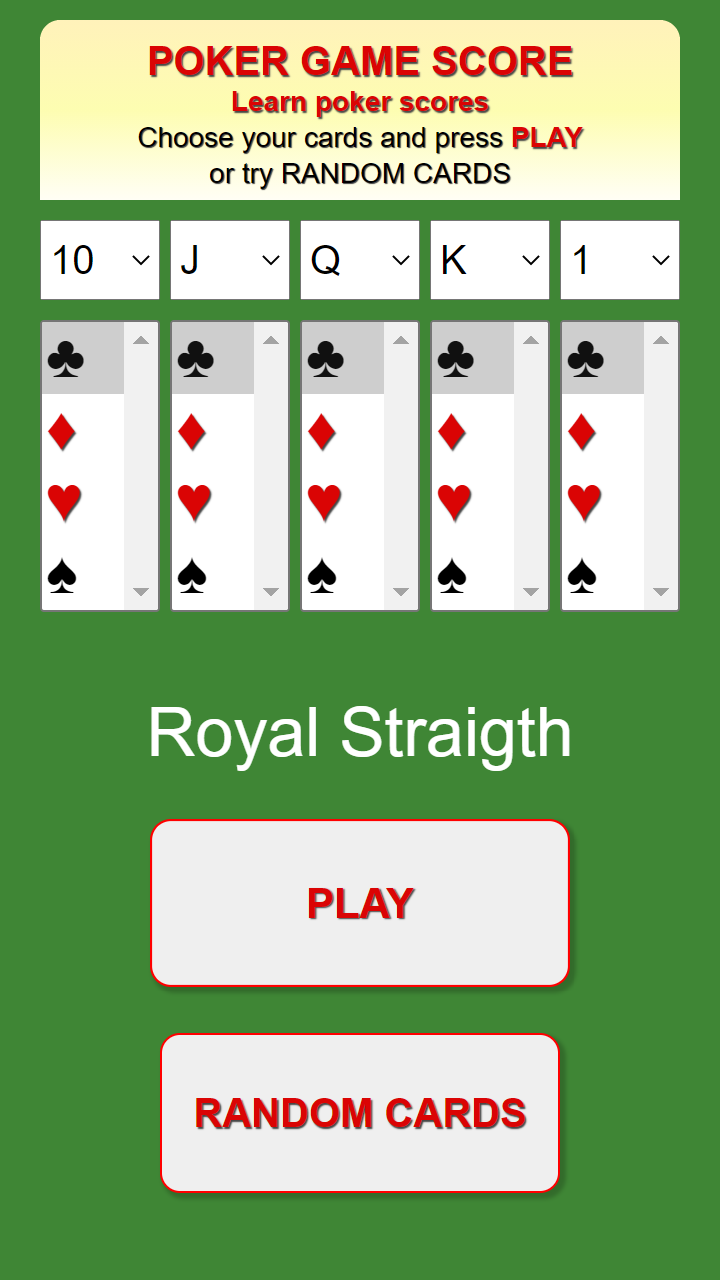 POKER GAME SCORE
Learn poker scores
Choose your cards and press PLAY
or try RANDOM CARDS
10 J Q K 1
♣ ♣ ♣ ♣ ♣
♦ ♦ ♦ ♦ ♦
♥ ♥ ♥ ♥ ♥
♠ ♠ ♠ ♠ ♠
Royal Straigth
PLAY
RANDOM CARDS